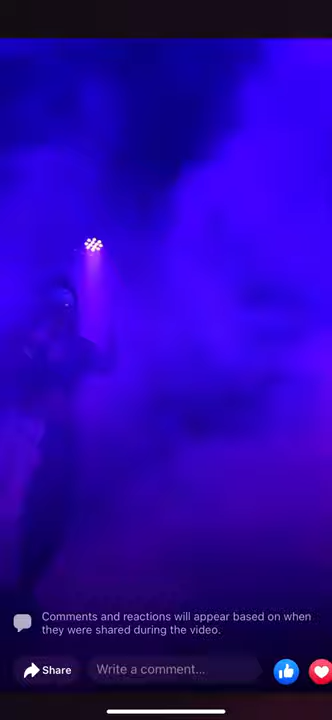 Comments and reactions will appear based on when
they were shared during the video.
Share
Write a comment...